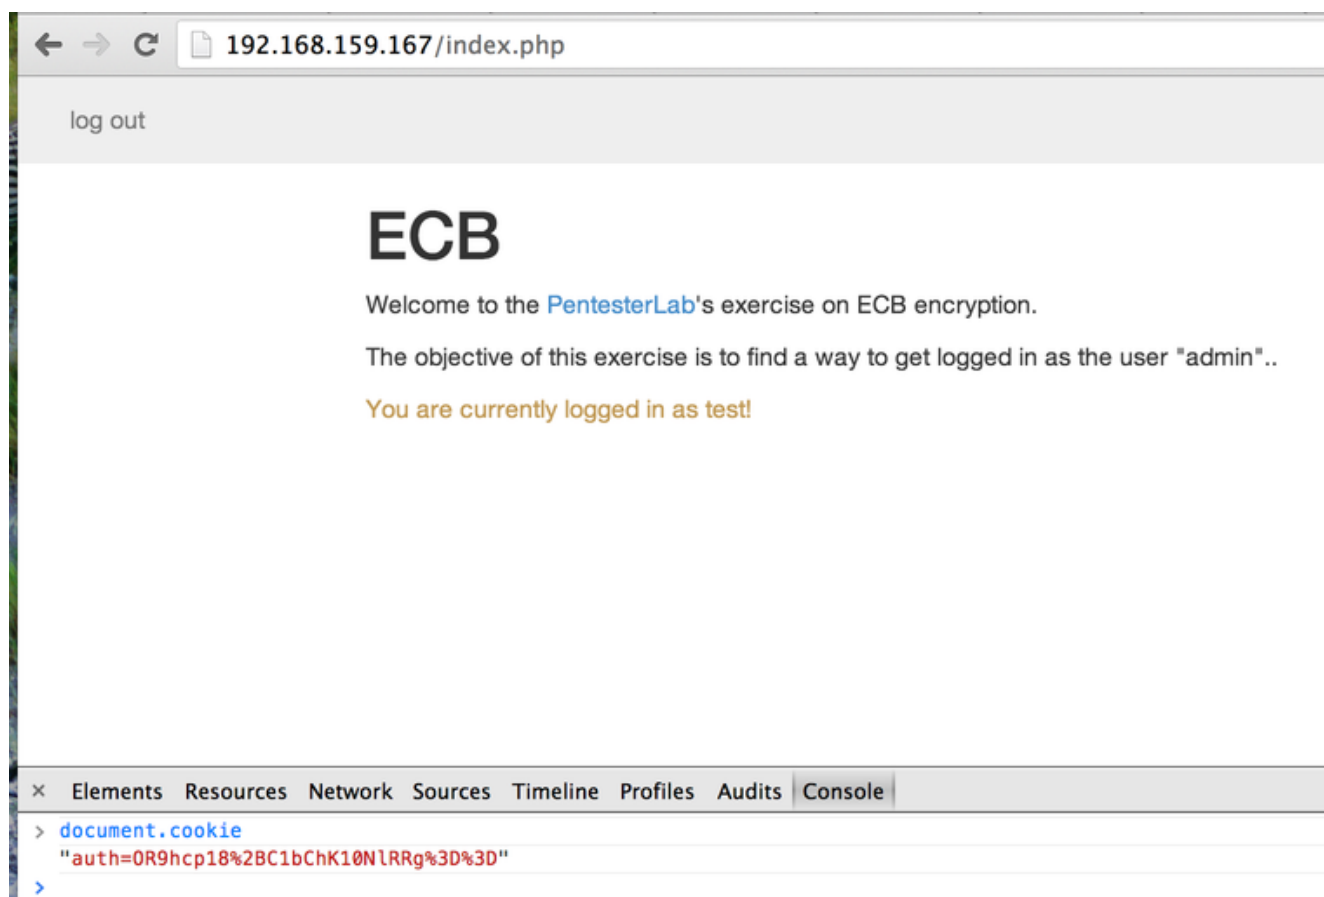 192.168.159.167/index.php
log out
ECB
Welcome to the PentesterLab's exercise on ECB encryption.
The objective of this exercise is to find a way to get logged in as the user "admin"..
You are currently logged in as test!
× Elements Resources Network Sources Timeline Profiles Audits Console
> document.cookie
"auth=OR9hcp18%2BC1bChK10NlRRg%3D%3D"
>